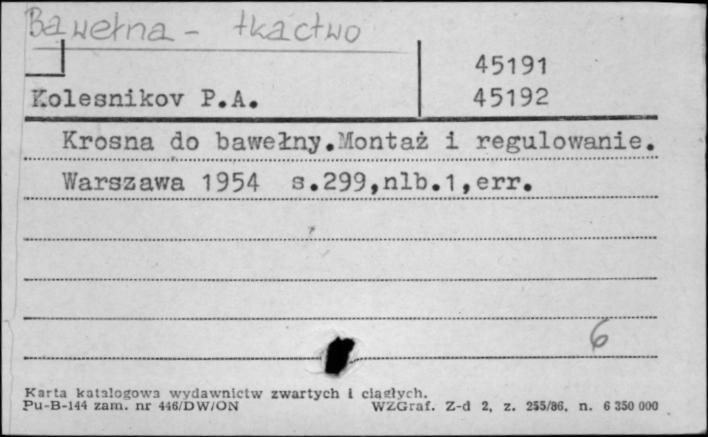 Bawełna - tkactwo
45191
Kolesnikov P.A. 45192
Krosna do bawełny.Montaż i regulowanie.
Warszawa 1954 s.299,nlb.1,err.
6
Karta katalogowa wydawnictw zwartych i ciągłych.
Pu-B-144 zam. nr 446/DW/ON WZGraf. Z-d 2, z. 255/86, n. 6 350 000